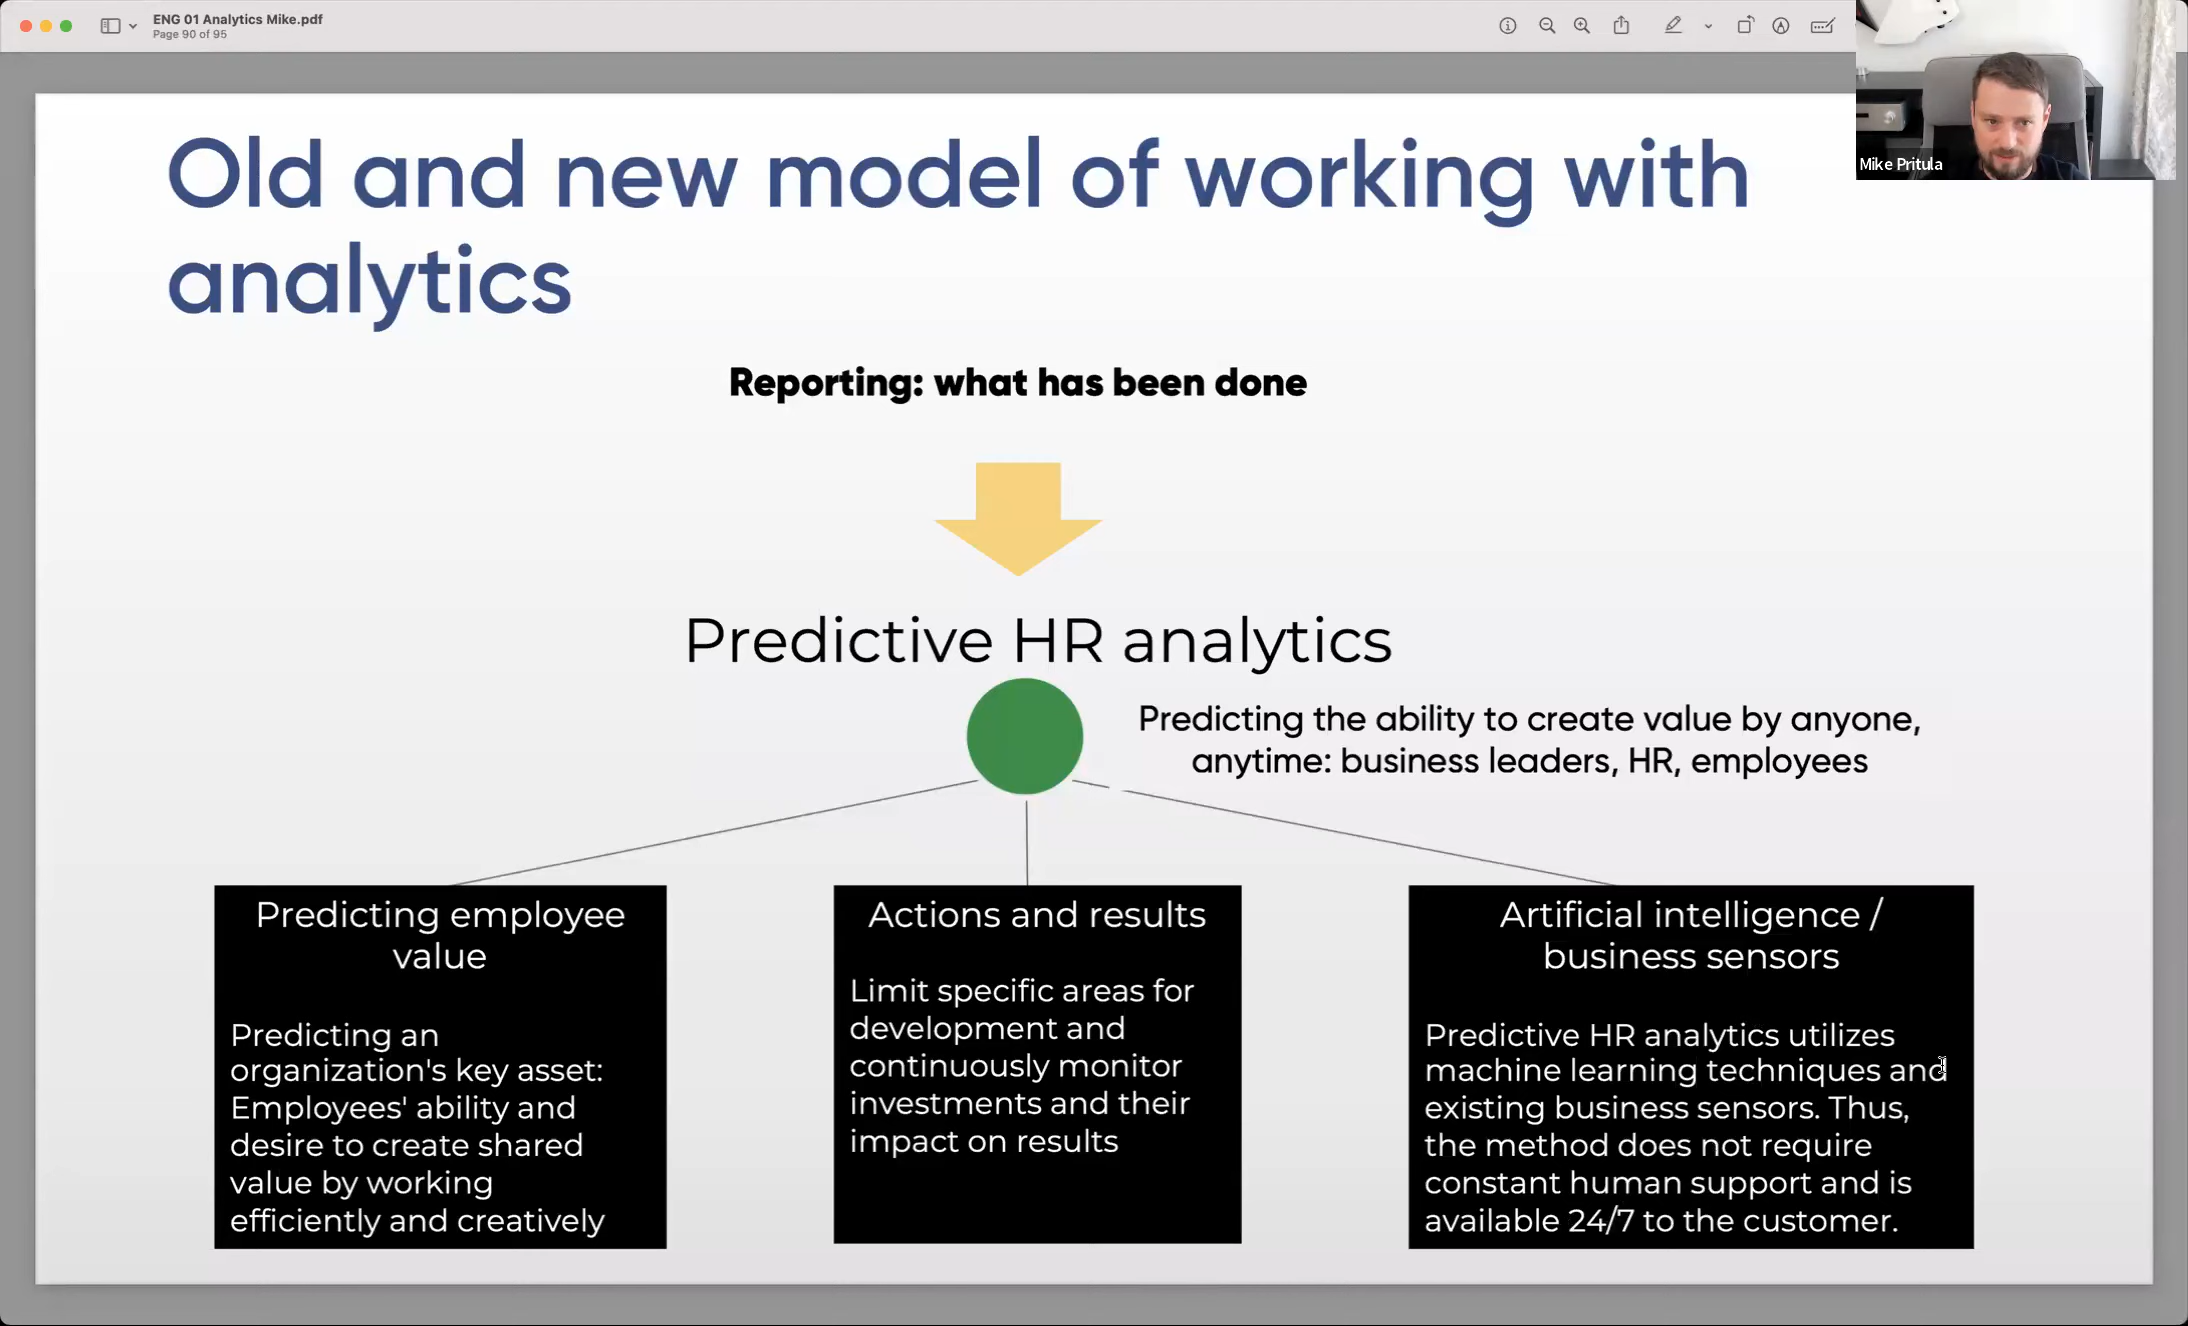 ENG 01 Analytics Mike.pdf
Page 90 of 95
Mike Pritula
Old and new model of working with
analytics
Reporting: what has been done
Predictive HR analytics
Predicting the ability to create value by anyone,
anytime: business leaders, HR, employees
Predicting employee
value
Predicting an
organization's key asset:
Employees' ability and
desire to create shared
value by working
efficiently and creatively
Actions and results
Limit specific areas for
development and
continuously monitor
investments and their
impact on results
Artificial intelligence /
business sensors
Predictive HR analytics utilizes
machine learning techniques and
existing business sensors. Thus,
the method does not require
constant human support and is
available 24/7 to the customer.